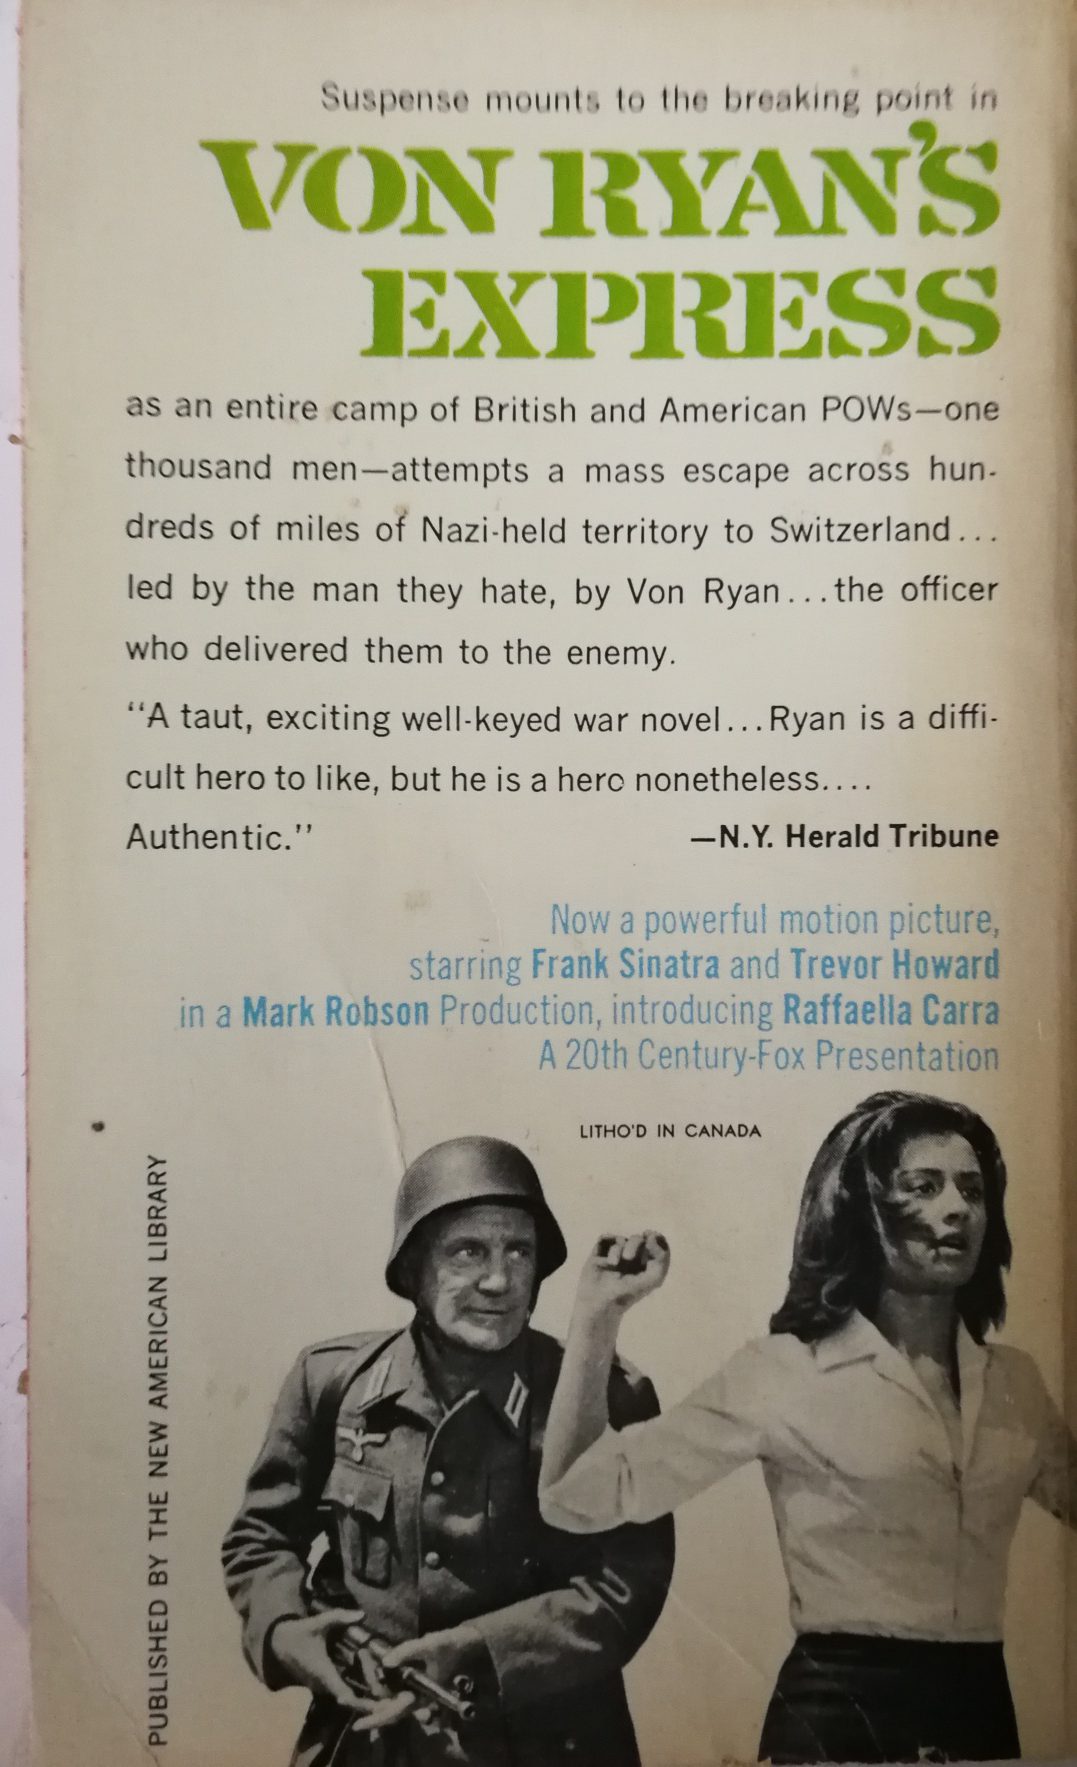 Suspense mounts to the breaking point in
VON RYAN'S
EXPRESS
as an entire camp of British and American POWs—one
thousand men—attempts a mass escape across hun-
dreds of miles of Nazi-held territory to Switzerland...
led by the man they hate, by Von Ryan...the officer
who delivered them to the enemy.
"A taut, exciting well-keyed war novel...Ryan is a diffi-
cult hero to like, but he is a hero nonetheless....
Authentic."
—N.Y. Herald Tribune
Now a powerful motion picture,
starring Frank Sinatra and Trevor Howard
in a Mark Robson Production, introducing Raffaella Carra
A 20th Century-Fox Presentation
LITHO'D IN CANADA
PUBLISHED BY THE NEW AMERICAN LIBRARY